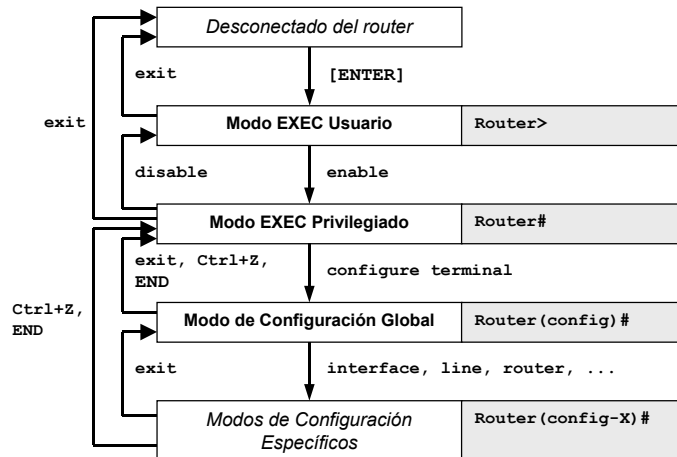 Desconectado del router
exit
[ENTER]
exit
Modo EXEC Usuario
Router>
disable
enable
Modo EXEC Privilegiado
Router#
exit, Ctrl+Z,
END
configure terminal
Ctrl+Z,
END
Modo de Configuración Global
Router(config)#
exit
interface, line, router, ...
Modos de Configuración
Específicos
Router(config-X)#